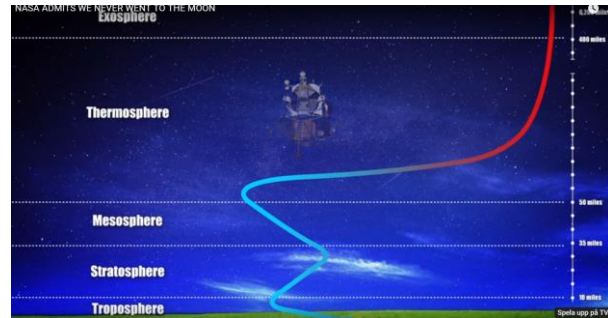 NASA ADMITS WE NEVER WENT TO THE MOON
Exosphere
400 miles
Thermosphere
50 miles
Mesosphere
35 miles
Stratosphere
10 miles
Troposphere
Spela upp på TV